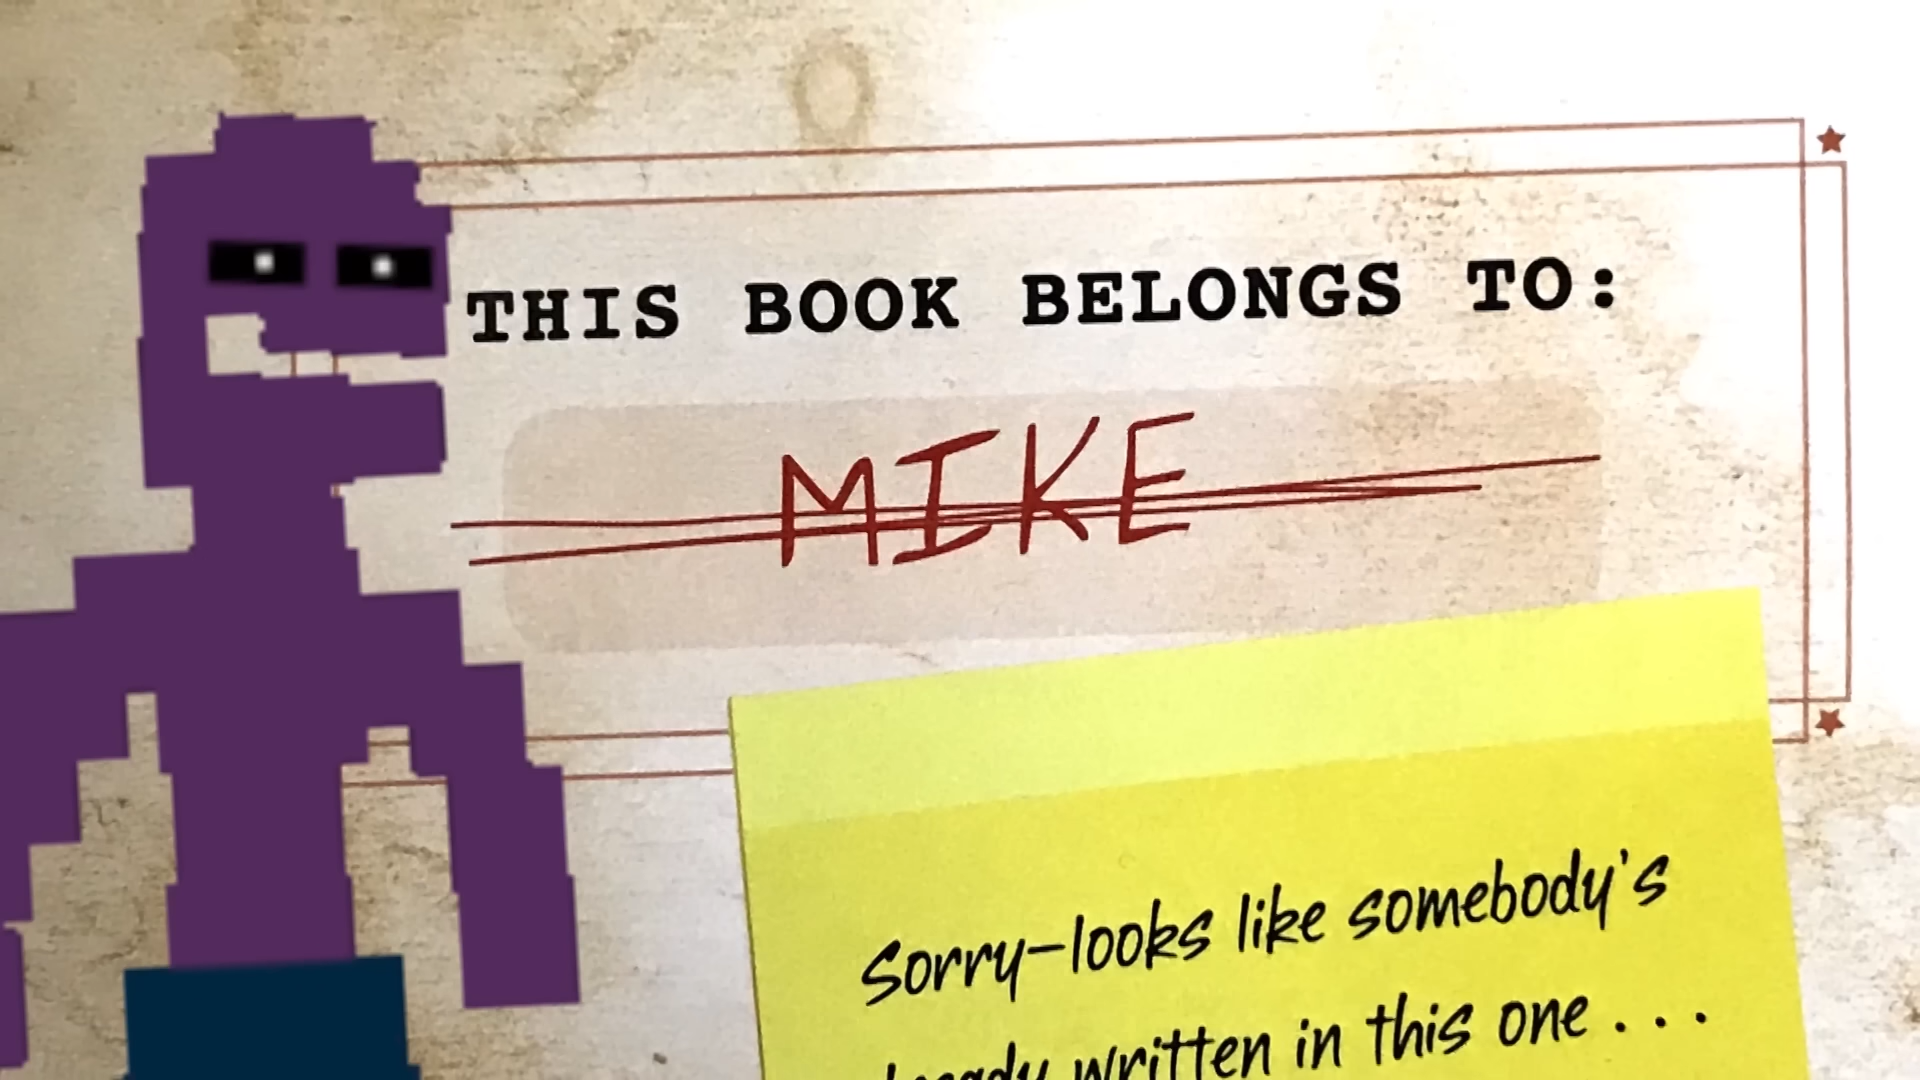 THIS BOOK BELONGS TO:
MIKE
Sorry–looks like somebody's
written in this one . . .